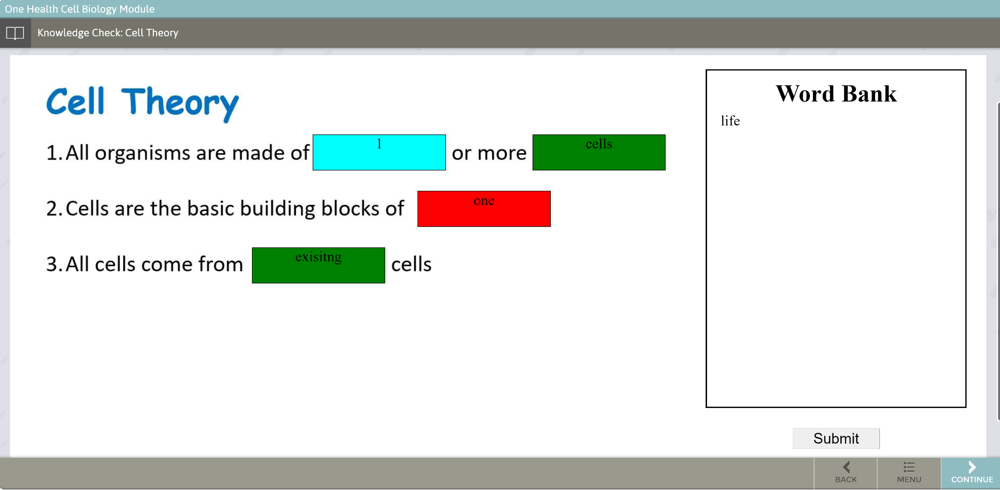 One Health Cell Biology Module
Knowledge Check: Cell Theory
Cell Theory
1. All organisms are made of 1 or more cells
2. Cells are the basic building blocks of one
3. All cells come from exisitng cells
Word Bank
life
Submit
BACK
MENU
CONTINUE